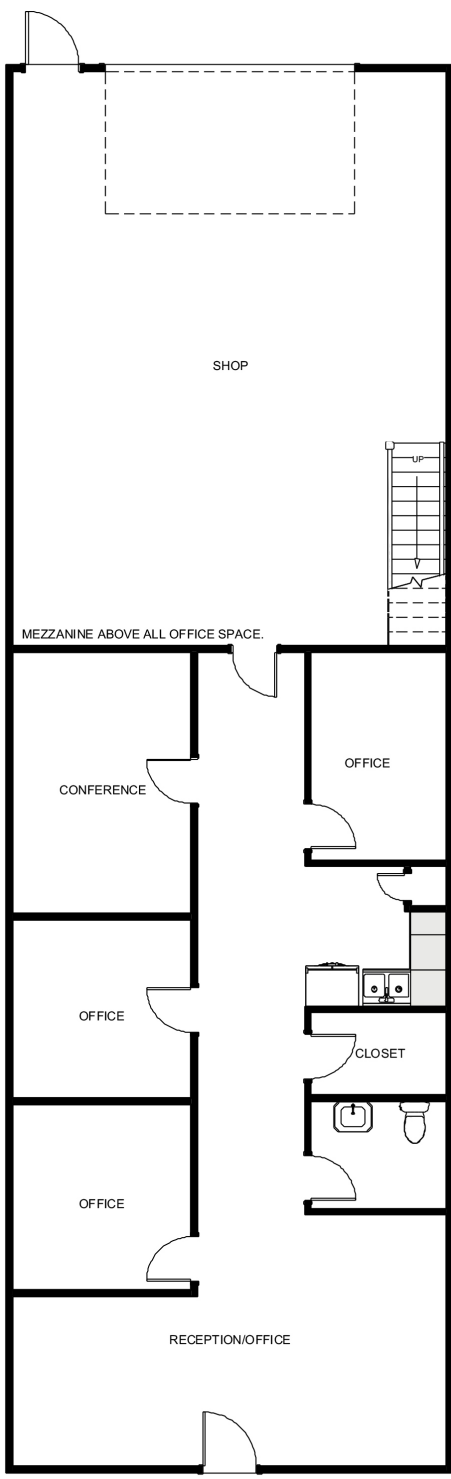 SHOP
UP
MEZZANINE ABOVE ALL OFFICE SPACE.
OFFICE
CONFERENCE
OFFICE
CLOSET
OFFICE
RECEPTION/OFFICE